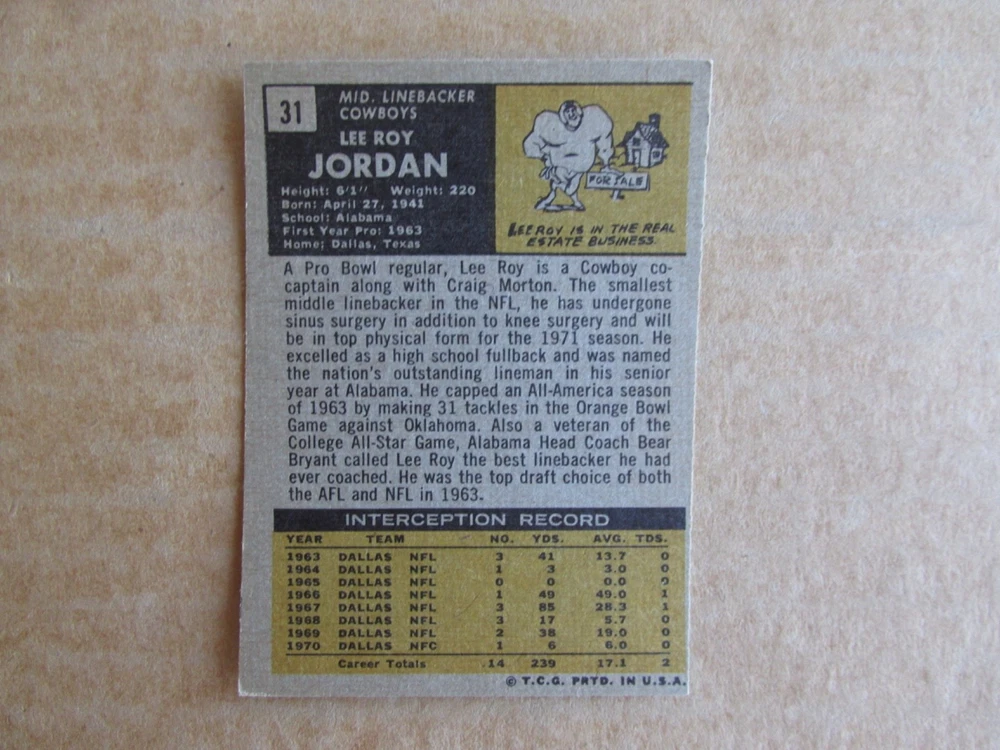 31
MID. LINEBACKER
COWBOYS
LEE ROY
JORDAN
Height: 6'1" Weight: 220
Born: April 27, 1941
School: Alabama
First Year Pro: 1963
Home; Dallas, Texas
FOR SALE
LEE ROY IS IN THE REAL
ESTATE BUSINESS.
A Pro Bowl regular, Lee Roy is a Cowboy co-
captain along with Craig Morton. The smallest
middle linebacker in the NFL, he has undergone
sinus surgery in addition to knee surgery and will
be in top physical form for the 1971 season. He
excelled as a high school fullback and was named
the nation's outstanding lineman in his senior
year at Alabama. He capped an All-America season
of 1963 by making 31 tackles in the Orange Bowl
Game against Oklahoma. Also a veteran of the
College All-Star Game, Alabama Head Coach Bear
Bryant called Lee Roy the best linebacker he had
ever coached. He was the top draft choice of both
the AFL and NFL in 1963.
INTERCEPTION RECORD
YEAR TEAM NO. YDS. AVG. TDS.
1963 DALLAS NFL 3 41 13.7 0
1964 DALLAS NFL 1 3 3.0 0
1965 DALLAS NFL 0 0 0.0 0
1966 DALLAS NFL 1 49 49.0 1
1967 DALLAS NFL 3 85 28.3 1
1968 DALLAS NFL 3 17 5.7 0
1969 DALLAS NFL 2 38 19.0 0
1970 DALLAS NFC 1 6 6.0 0
Career Totals 14 239 17.1 2
© T.C.G. PRTD. IN U.S.A.